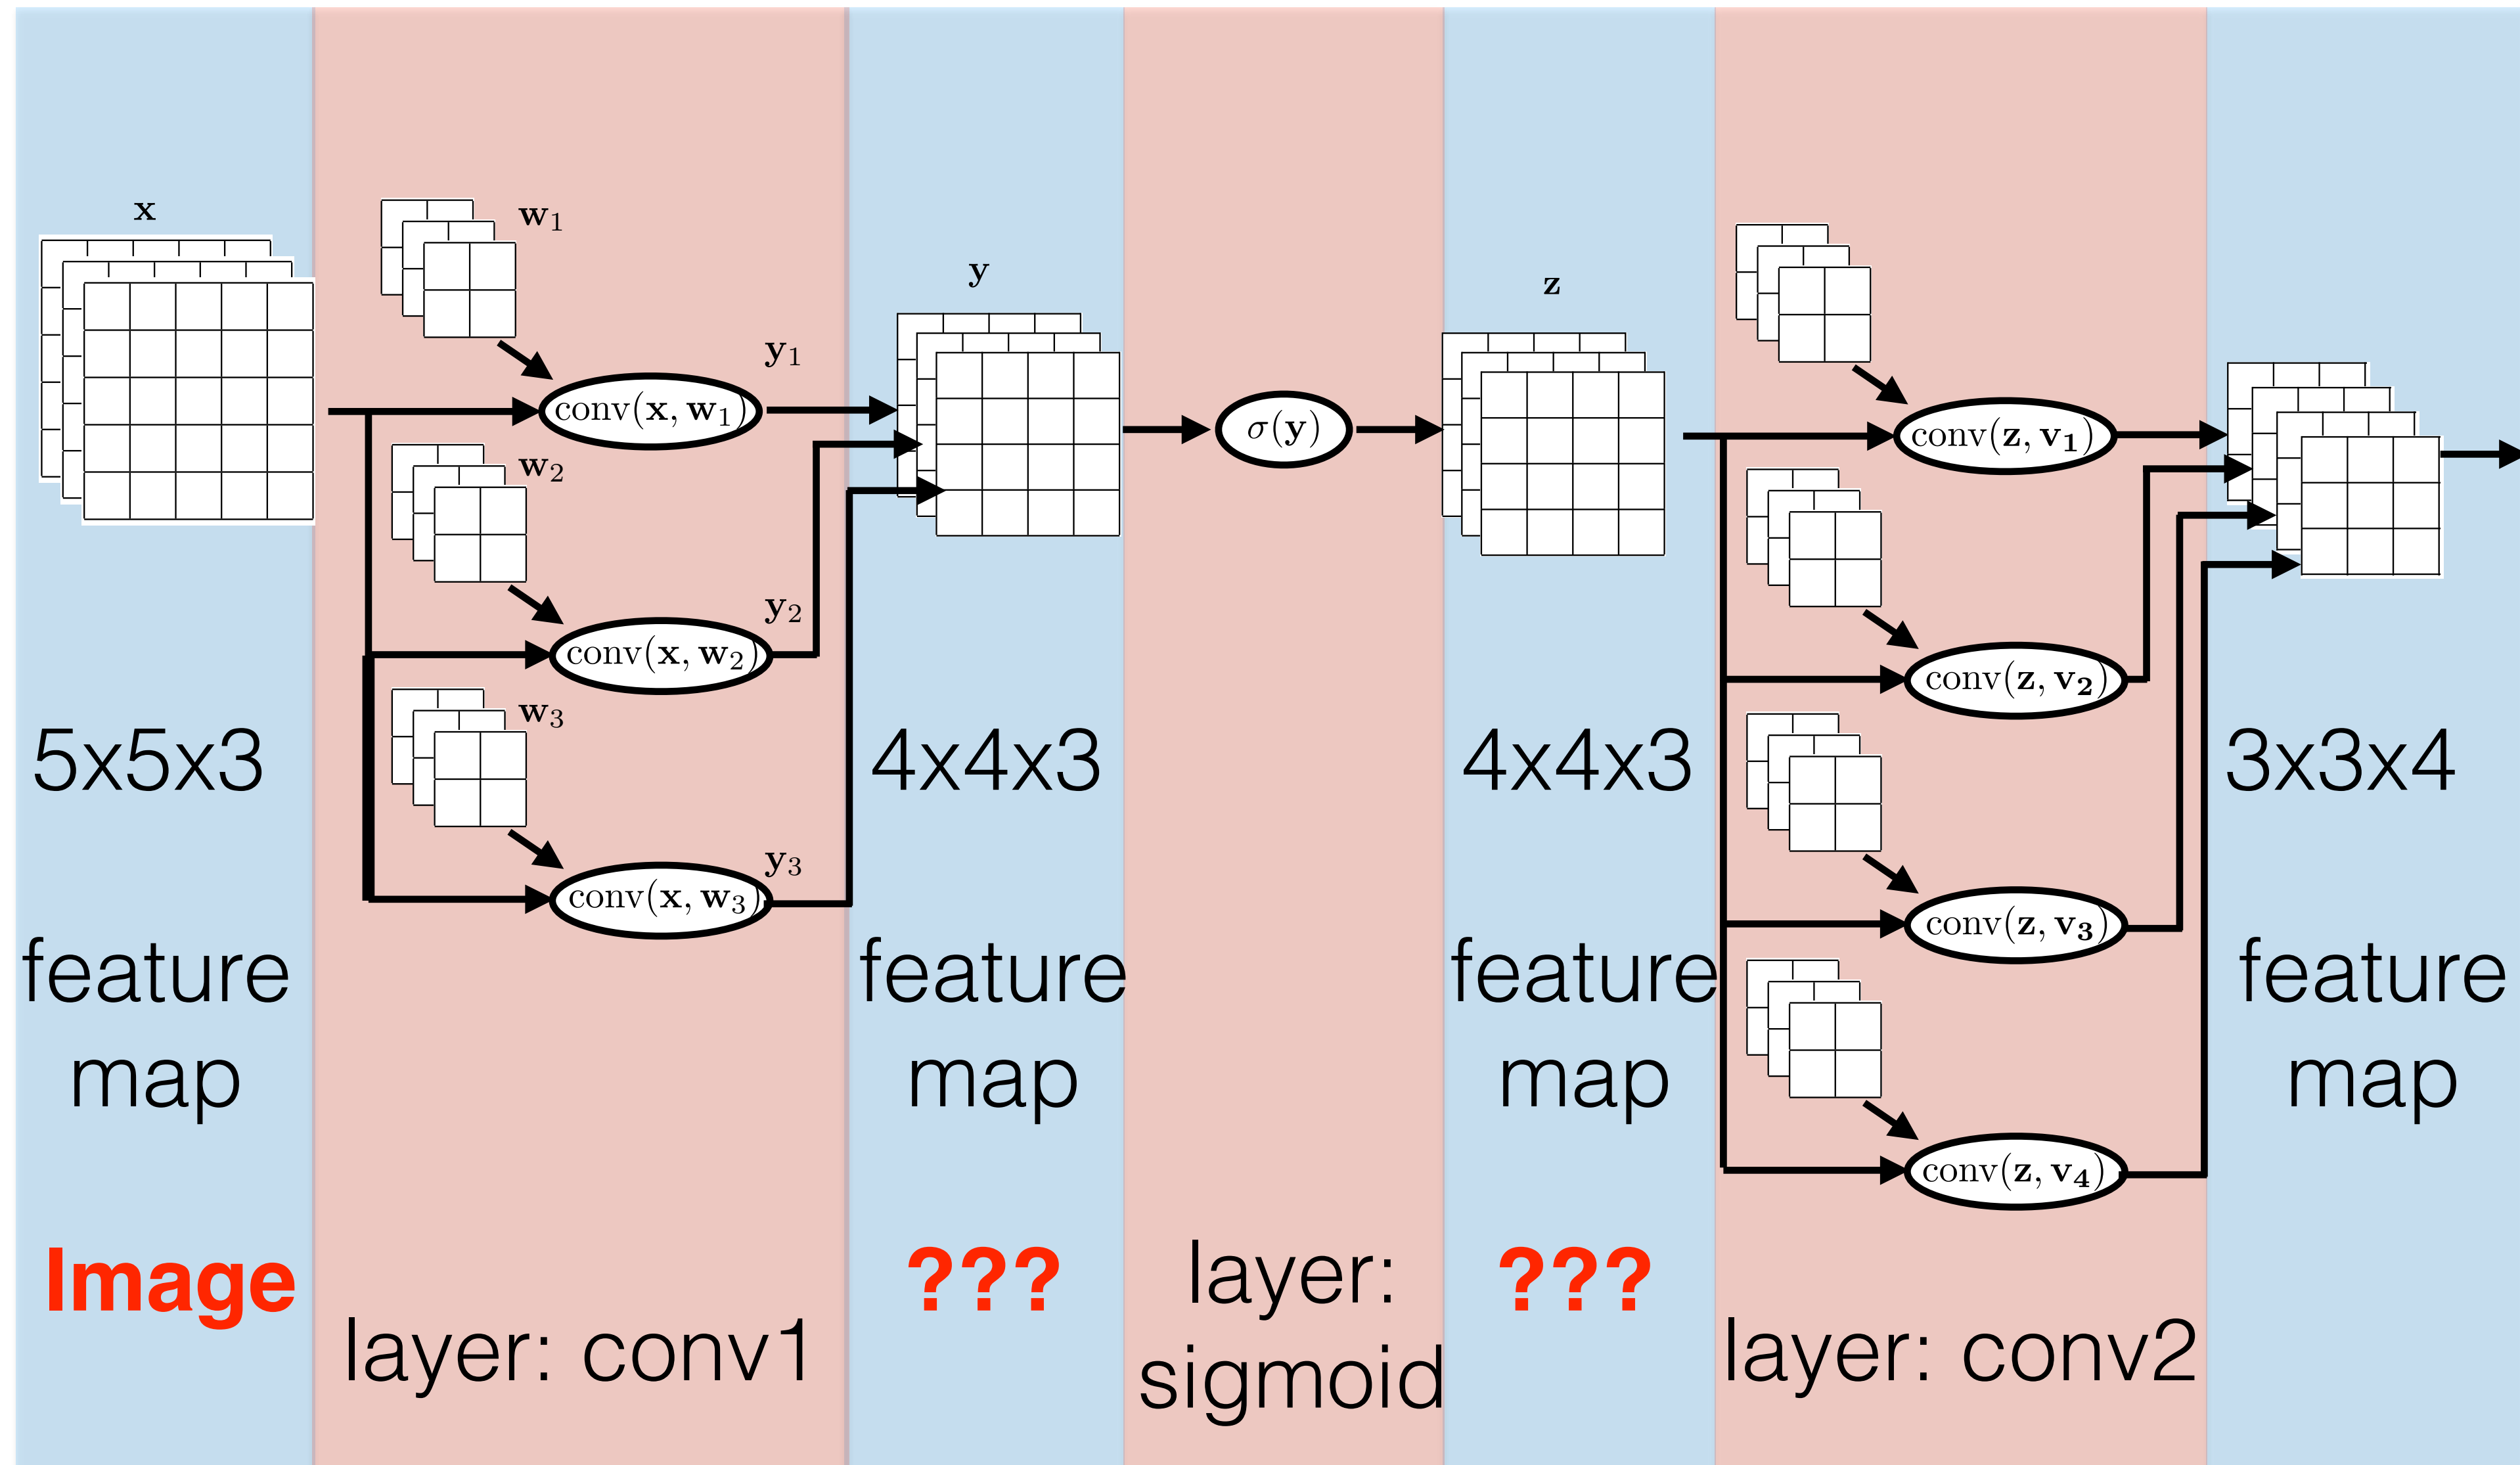 x
w1
y1
conv(x, w1)
w2
y2
conv(x, w2)
w3
y3
conv(x, w3)
y
σ(y)
z
conv(z, v1)
conv(z, v2)
conv(z, v3)
conv(z, v4)
5x5x3
4x4x3
4x4x3
3x3x4
feature
map
feature
map
feature
map
feature
map
Image
layer: conv1
???
layer:
sigmoid
???
layer: conv2